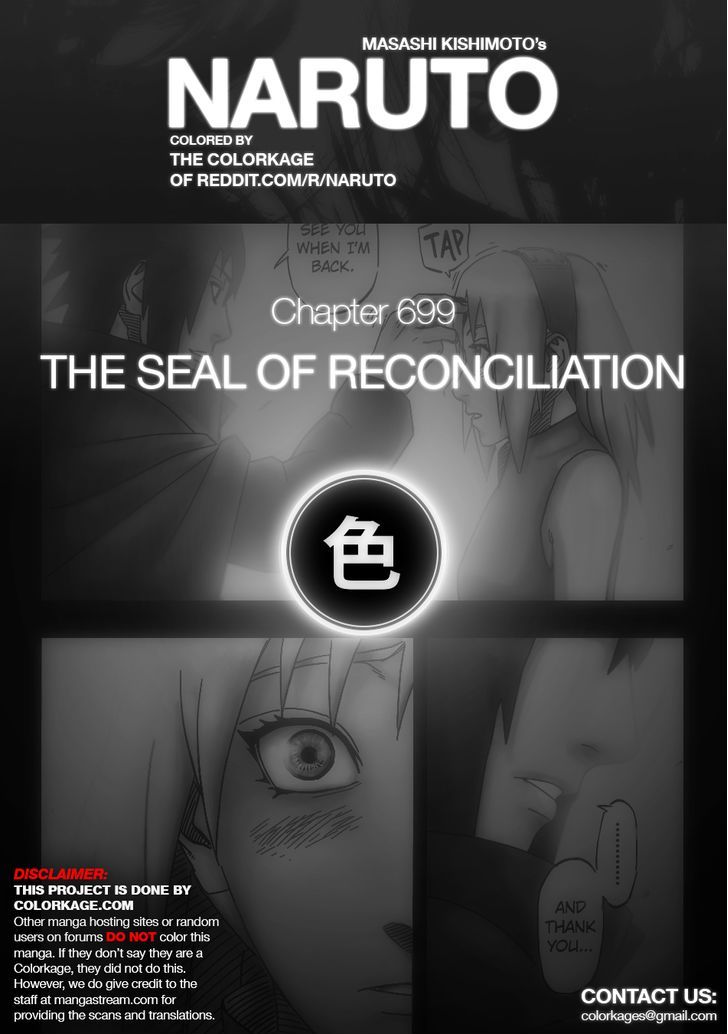 MASASHI KISHIMOTO's
NARUTO
COLORED BY
THE COLORKAGE
OF REDDIT.COM/R/NARUTO
SEE YOU
WHEN I'M
BACK.
TAP
Chapter 699
THE SEAL OF RECONCILIATION
色
AND
THANK
YOU...
DISCLAIMER:
THIS PROJECT IS DONE BY
COLORKAGE.COM
Other manga hosting sites or random
users on forums DO NOT color this
manga. If they don't say they are a
Colorkage, they did not do this.
However, we do give credit to the
staff at mangastream.com for
providing the scans and translations.
CONTACT US:
colorkages@gmail.com